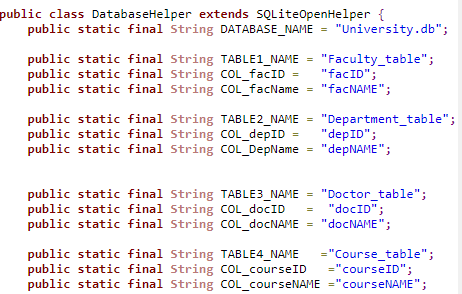 public class DatabaseHelper extends SQLiteOpenHelper {
public static final String DATABASE_NAME = "University.db";
public static final String TABLE1_NAME = "Faculty_table";
public static final String COL_facID = "facID";
public static final String COL_facName = "facNAME";
public static final String TABLE2_NAME = "Department_table";
public static final String COL_depID = "depID";
public static final String COL_DepName = "depNAME";
public static final String TABLE3_NAME = "Doctor_table";
public static final String COL_docID = "docID";
public static final String COL_docNAME = "docNAME";
public static final String TABLE4_NAME ="Course_table";
public static final String COL_courseID ="courseID";
public static final String COL_courseNAME ="courseNAME";